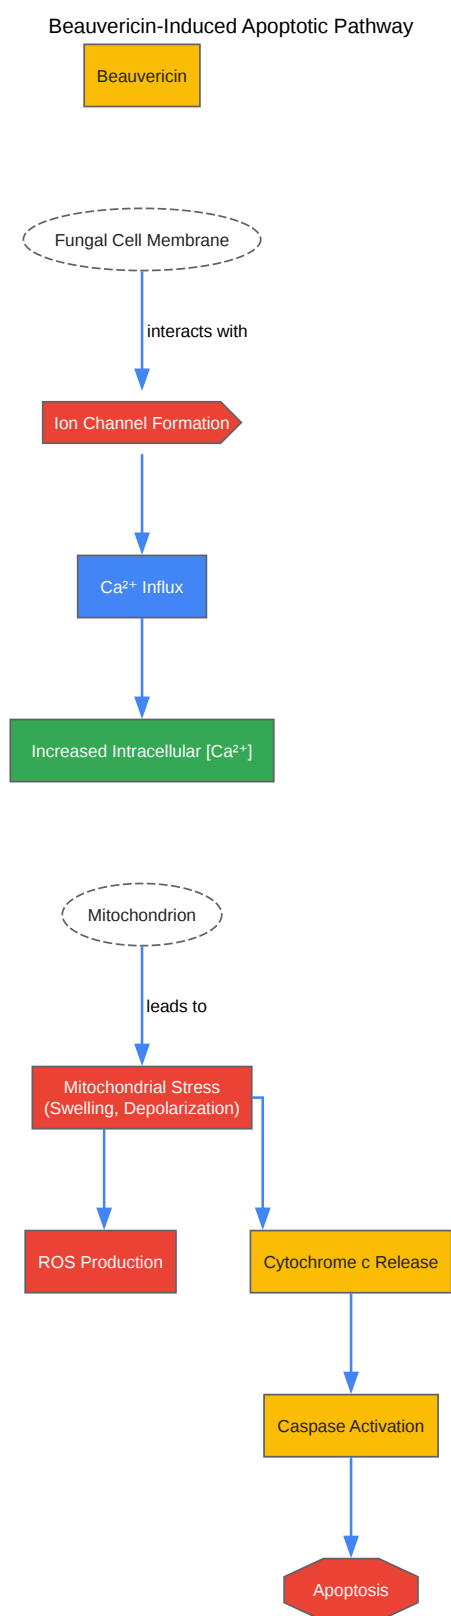 Beauvericin-Induced Apoptotic Pathway
Beauvericin
Fungal Cell Membrane
interacts with
Ion Channel Formation
Ca²⁺ Influx
Increased Intracellular [Ca²⁺]
Mitochondrion
leads to
Mitochondrial Stress
(Swelling, Depolarization)
ROS Production
Cytochrome c Release
Caspase Activation
Apoptosis